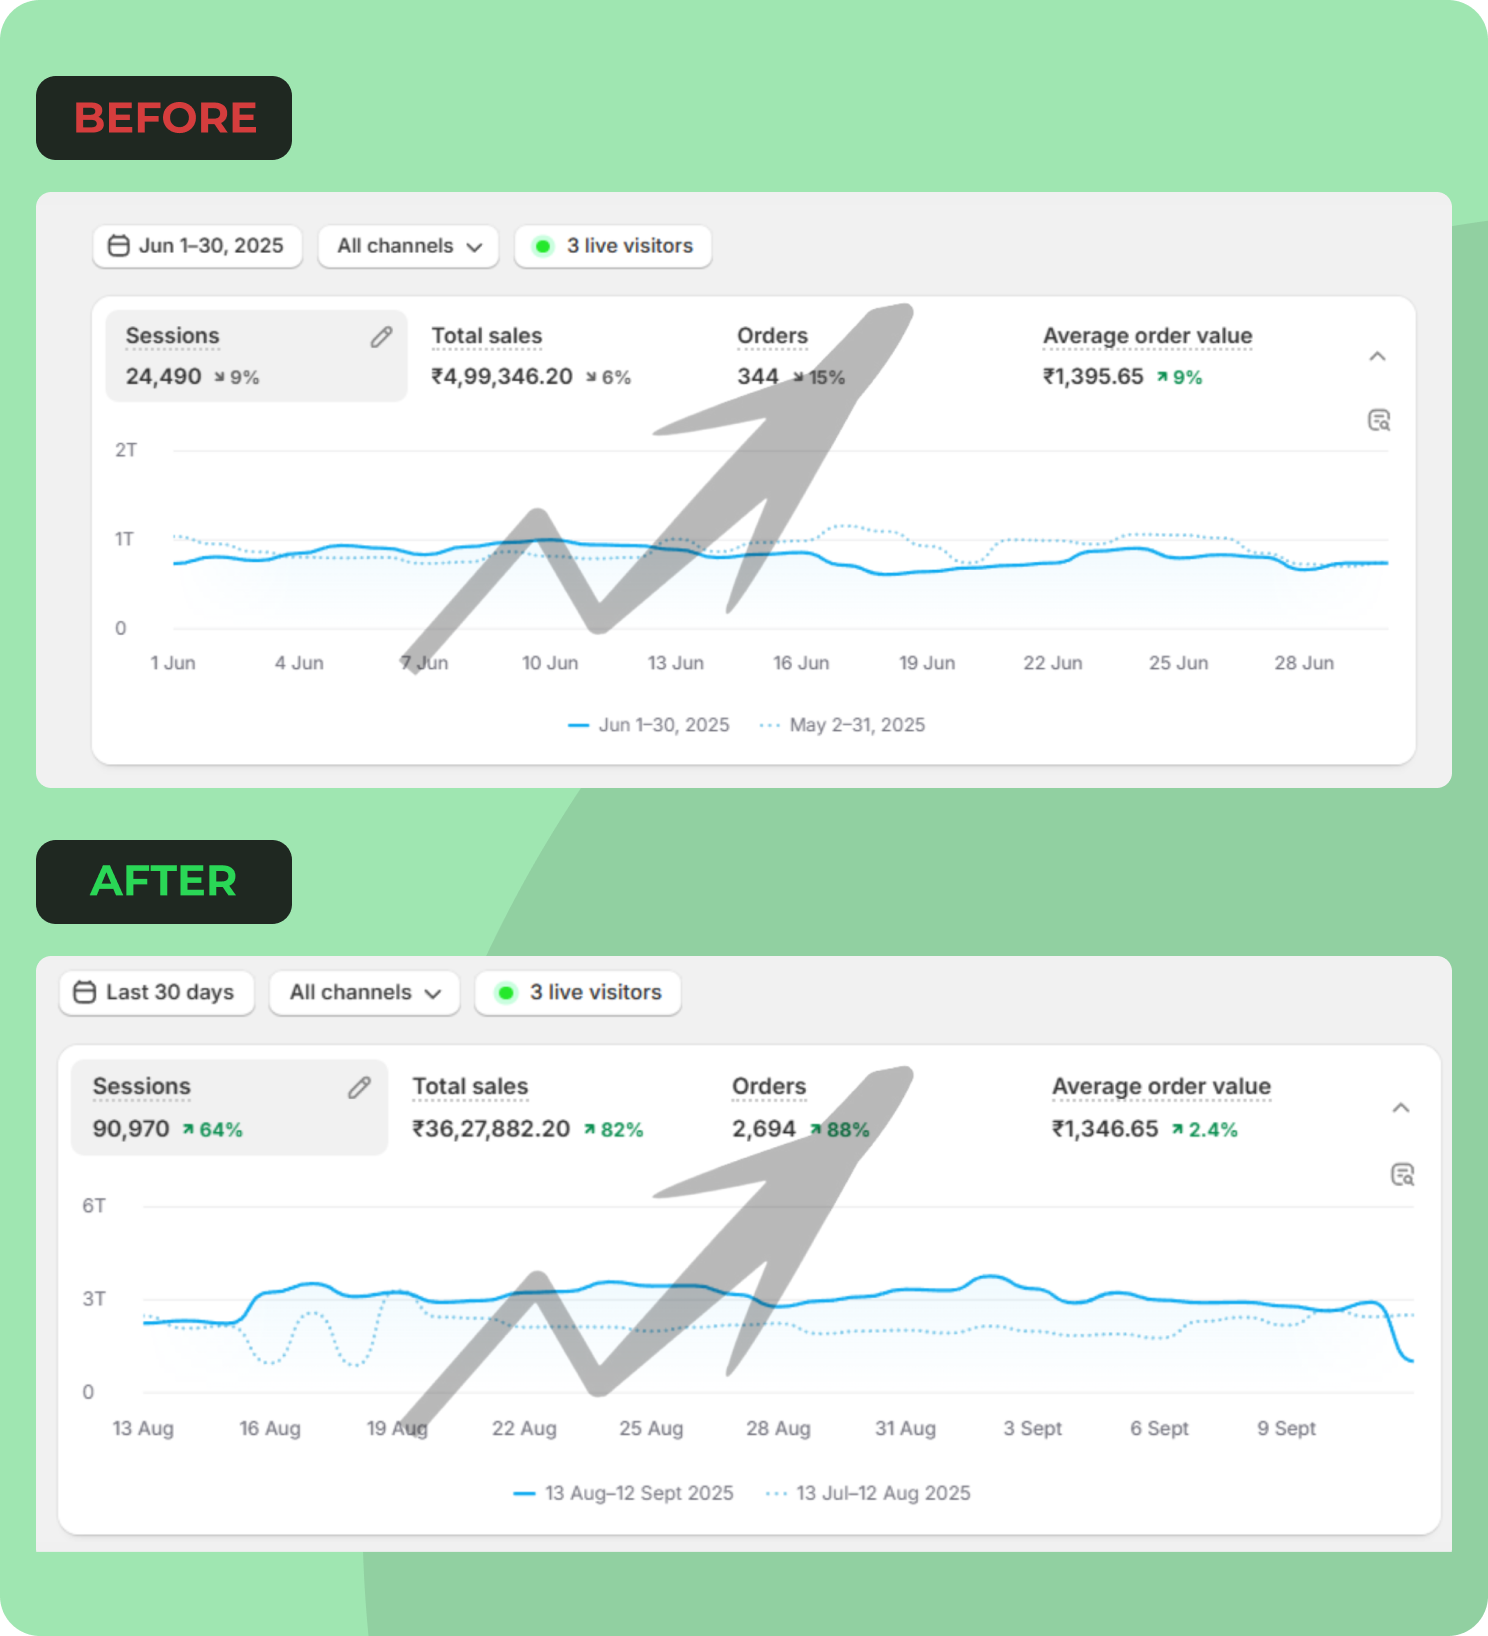 BEFORE
Jun 1–30, 2025 All channels 3 live visitors
Sessions Total sales Orders Average order value
24,490 ↘ 9% ₹4,99,346.20 ↘ 6% 344 ↘ 15% ₹1,395.65 ↗ 9%
2T
1T
0
1 Jun 4 Jun 7 Jun 10 Jun 13 Jun 16 Jun 19 Jun 22 Jun 25 Jun 28 Jun
Jun 1–30, 2025 May 2–31, 2025
AFTER
Last 30 days All channels 3 live visitors
Sessions Total sales Orders Average order value
90,970 ↗ 64% ₹36,27,882.20 ↗ 82% 2,694 ↗ 88% ₹1,346.65 ↗ 2.4%
6T
3T
0
13 Aug 16 Aug 19 Aug 22 Aug 25 Aug 28 Aug 31 Aug 3 Sept 6 Sept 9 Sept
13 Aug–12 Sept 2025 13 Jul–12 Aug 2025